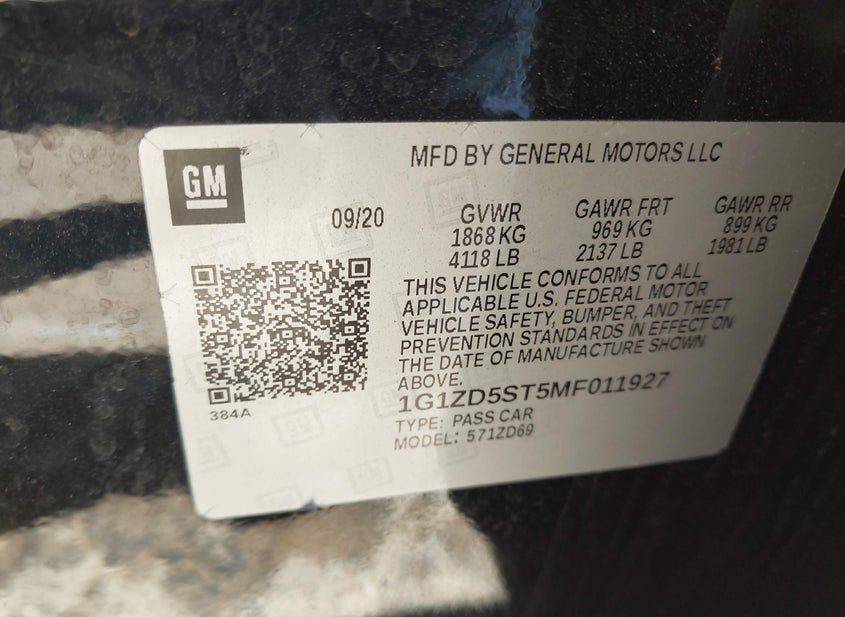 GM
MFD BY GENERAL MOTORS LLC
09/20
GVWR
1868 KG
4118 LB
GAWR FRT
969 KG
2137 LB
GAWR RR
899 KG
1981 LB
THIS VEHICLE CONFORMS TO ALL
APPLICABLE U.S. FEDERAL MOTOR
VEHICLE SAFETY, BUMPER, AND THEFT
PREVENTION STANDARDS IN EFFECT ON
THE DATE OF MANUFACTURE SHOWN
ABOVE.
1G1ZD5ST5MF011927
TYPE: PASS CAR
MODEL: 571ZD69
384A